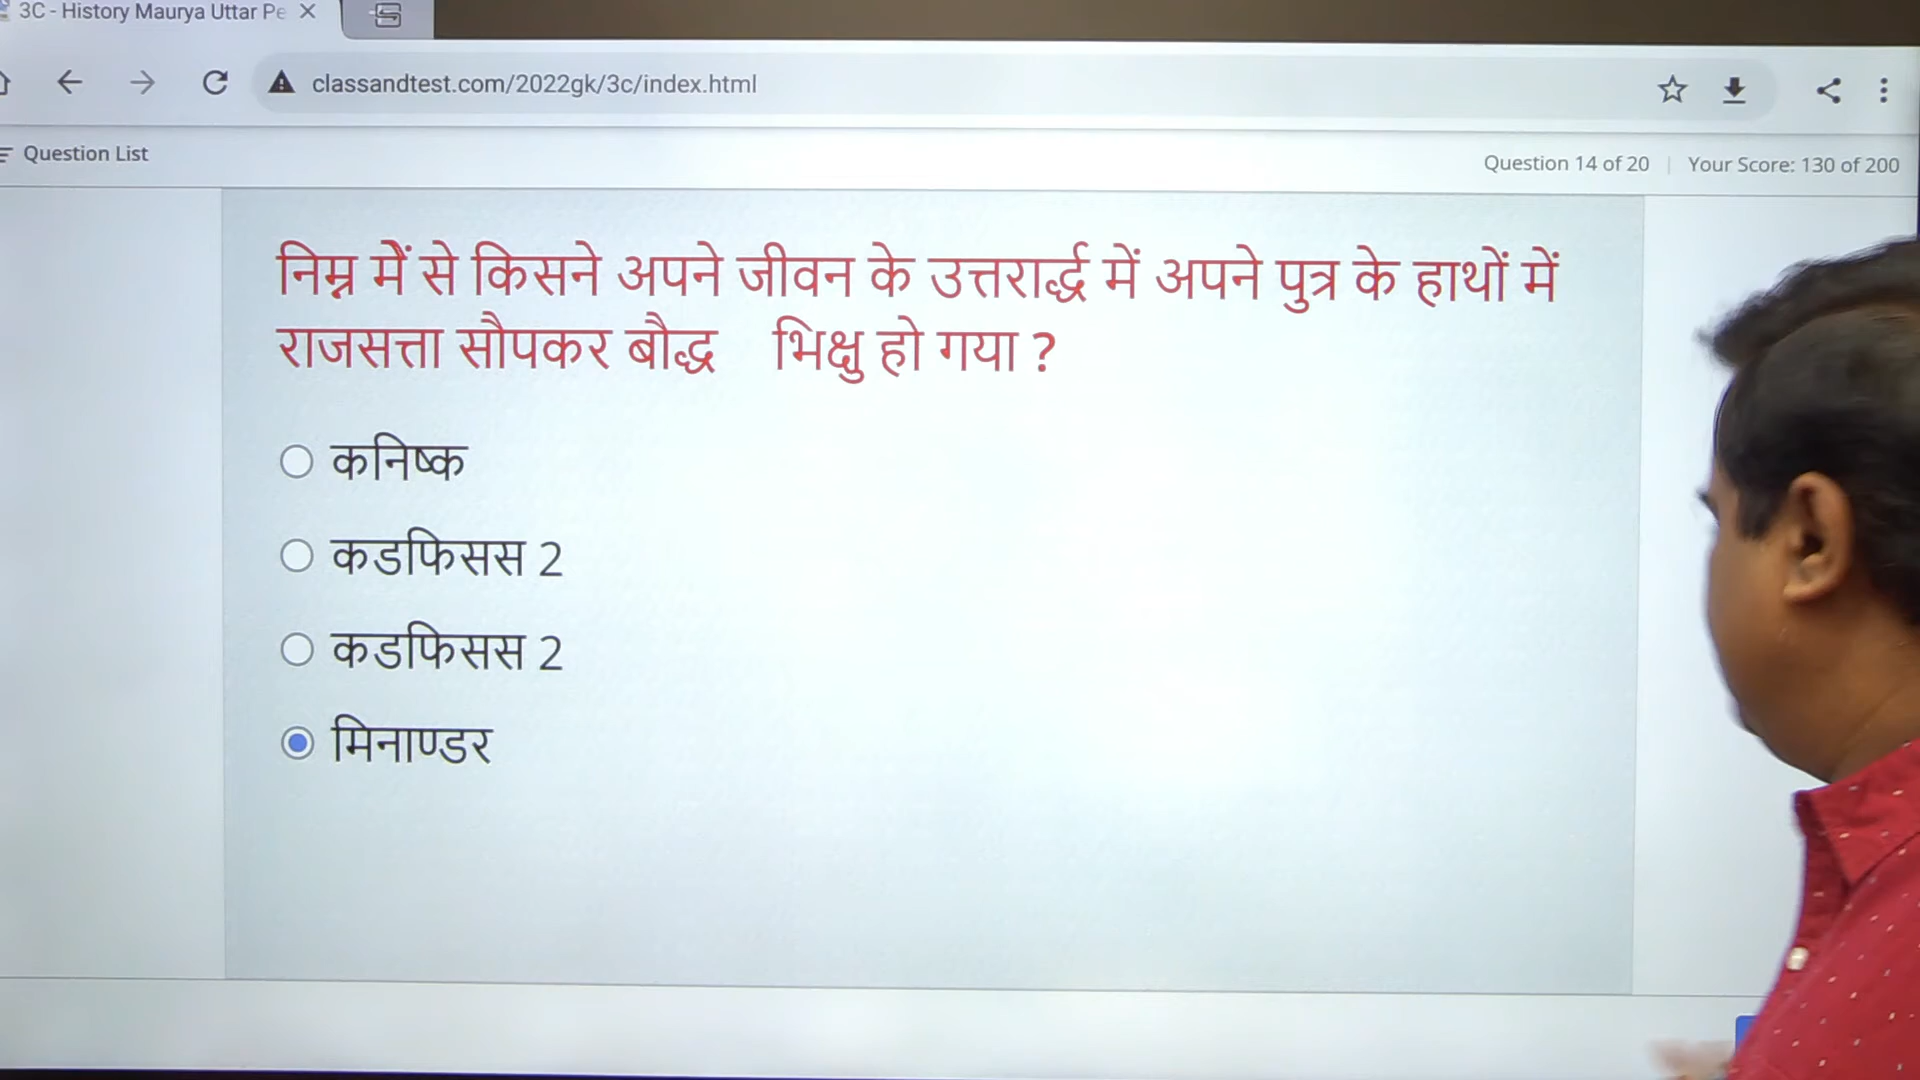 3C - History Maurya Uttar Pe
classandtest.com/2022gk/3c/index.html
Question List
Question 14 of 20 | Your Score: 130 of 200
निम्न में से किसने अपने जीवन के उत्तरार्द्ध में अपने पुत्र के हाथों में
राजसत्ता सौपकर बौद्ध भिक्षु हो गया ?
कनिष्क
कडफिसस 2
कडफिसस 2
मिनाण्डर